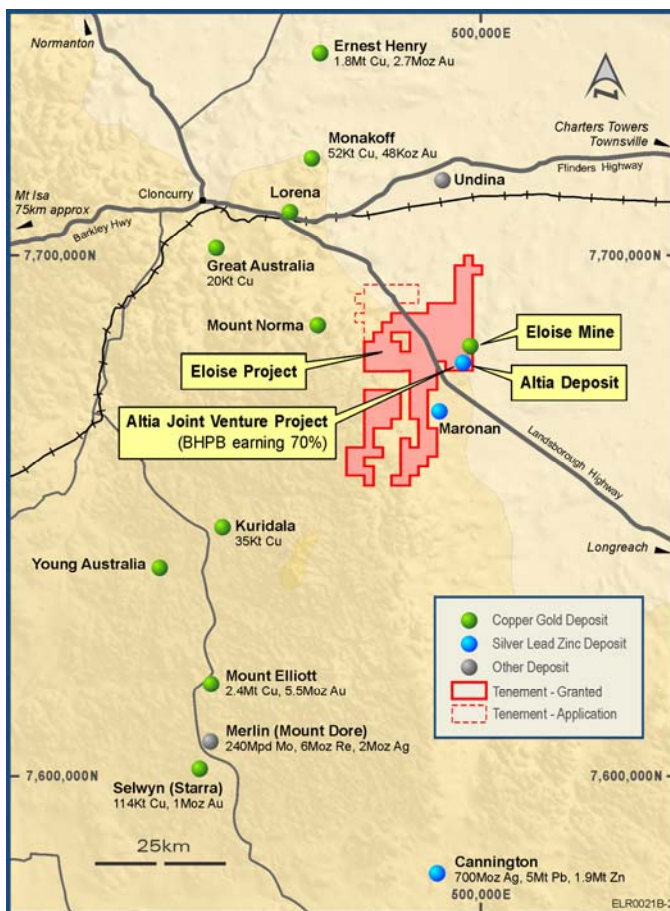 500,000E
Normanton
Ernest Henry
1.8Mt Cu, 2.7Moz Au
Monakoff
52Kt Cu, 48Koz Au
Charters Towers
Townsville
Undina
Flinders Highway
Mt Isa
75km approx
Cloncurry
Lorena
Barkley Hwy
7,700,000N
7,700,000N
Great Australia
20Kt Cu
Mount Norma
Eloise Mine
Eloise Project
Altia Deposit
Altia Joint Venture Project
(BHPB earning 70%)
Maronan
Landsborough Highway
Kuridala
35Kt Cu
Longreach
Young Australia
Copper Gold Deposit
Silver Lead Zinc Deposit
Other Deposit
Tenement - Granted
Tenement - Application
Mount Elliott
2.4Mt Cu, 5.5Moz Au
Merlin (Mount Dore)
240Mpd Mo, 6Moz Re, 2Moz Ag
7,600,000N
7,600,000N
Selwyn (Starra)
114Kt Cu, 1Moz Au
25km
Cannington
700Moz Ag, 5Mt Pb, 1.9Mt Zn
500,000E